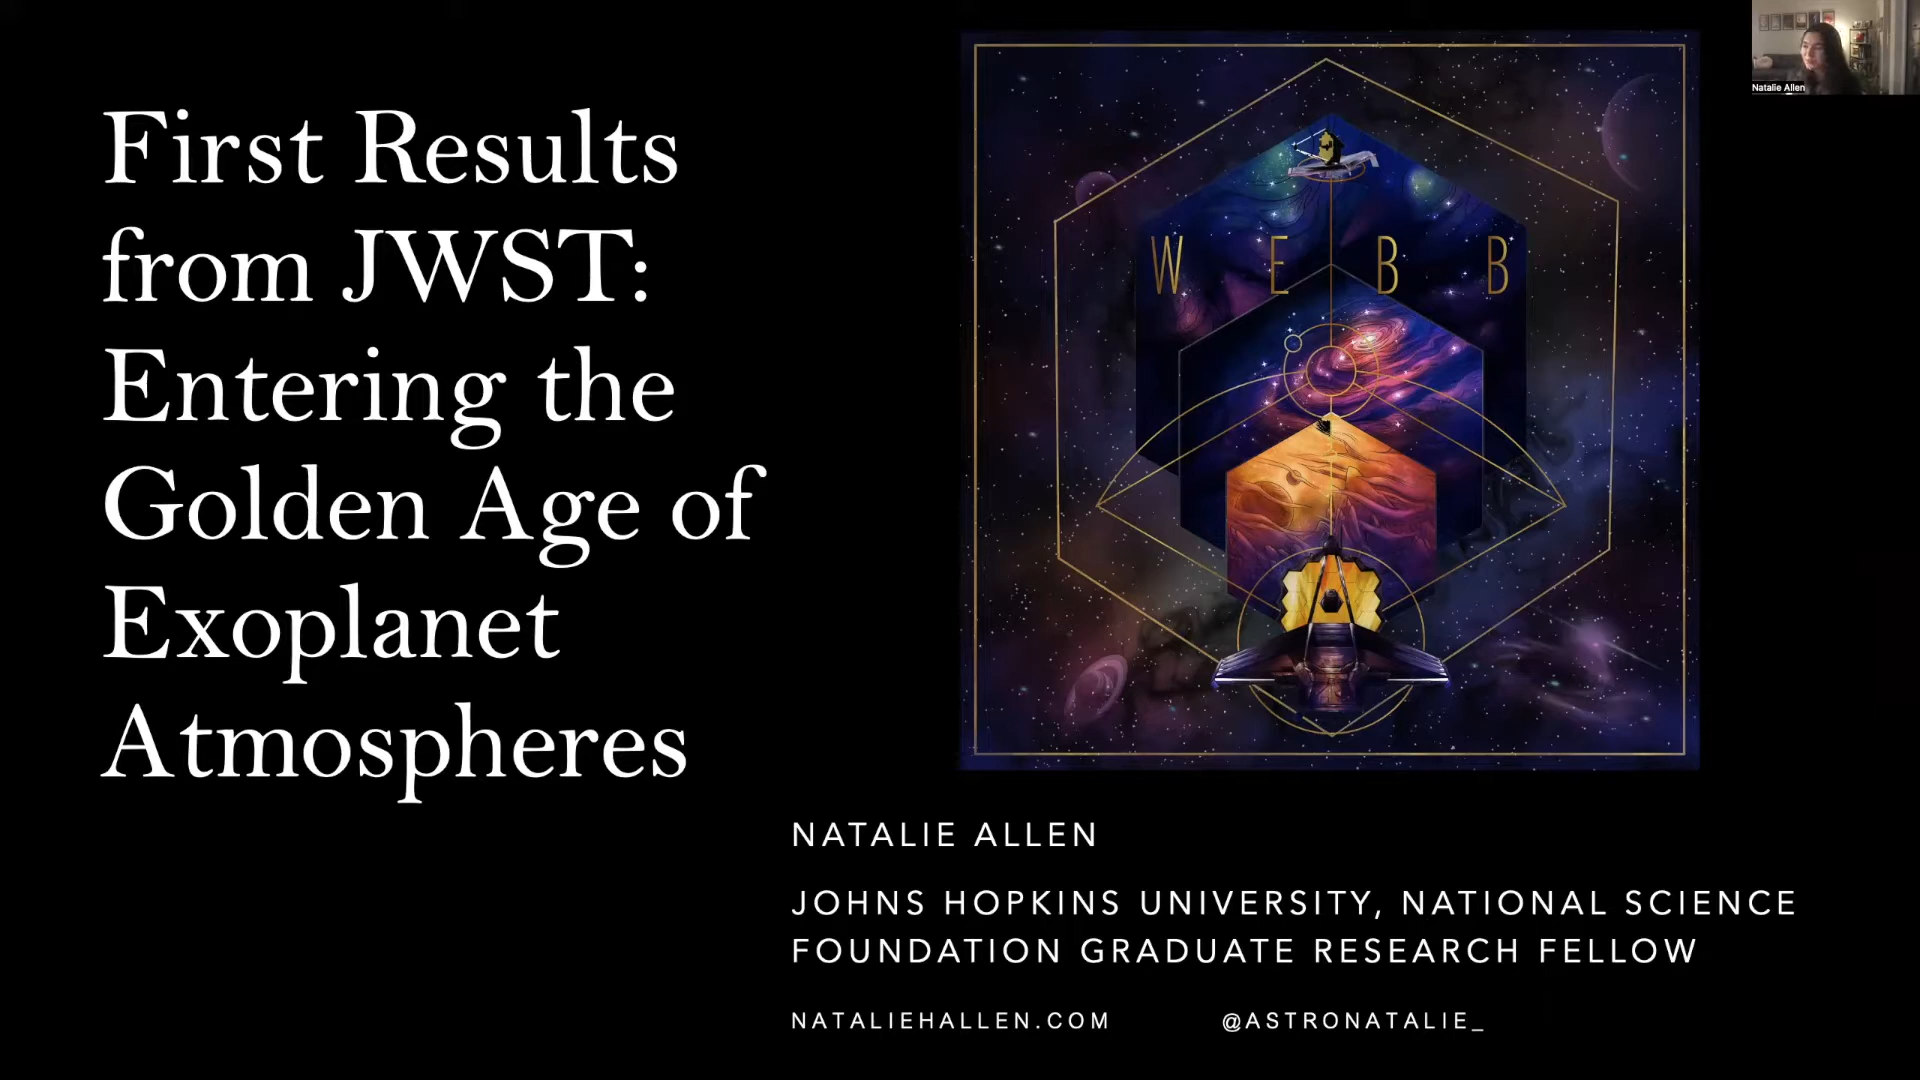 First Results
from JWST:
Entering the
Golden Age of
Exoplanet
Atmospheres
W E B B
NATALIE ALLEN
JOHNS HOPKINS UNIVERSITY, NATIONAL SCIENCE
FOUNDATION GRADUATE RESEARCH FELLOW
NATALIEHALLEN.COM @ASTRONATALIE_
Natalie Allen